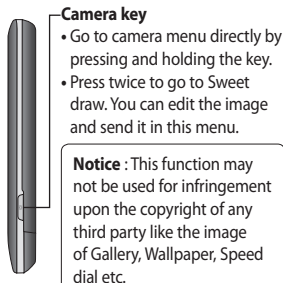 Camera key
• Go to camera menu directly by
pressing and holding the key.
• Press twice to go to Sweet
draw. You can edit the image
and send it in this menu.
Notice : This function may
not be used for infringement
upon the copyright of any
third party like the image
of Gallery, Wallpaper, Speed
dial etc.